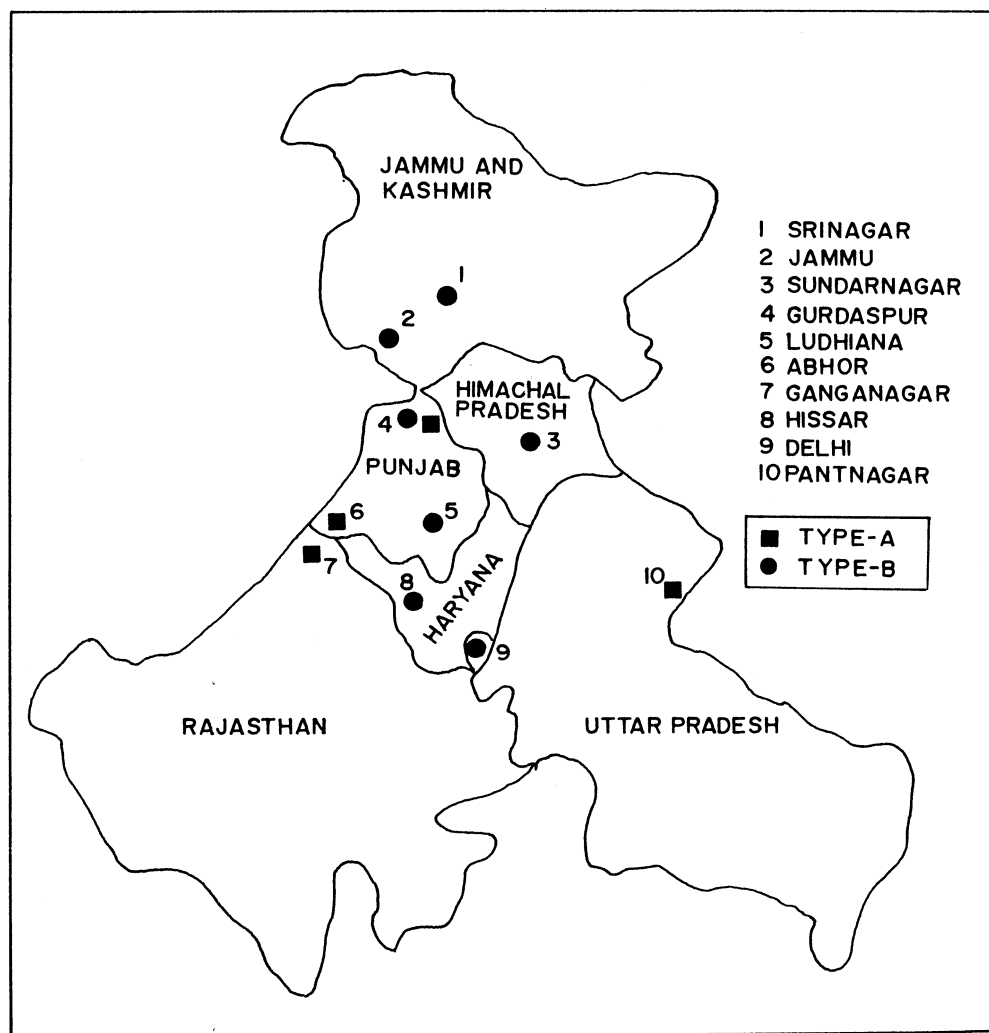 JAMMU AND
KASHMIR
1
2
HIMACHAL
PRADESH
4
3
PUNJAB
6
5
7
8
HARYANA
9
10
RAJASTHAN
UTTAR PRADESH
1 SRINAGAR
2 JAMMU
3 SUNDARNAGAR
4 GURDASPUR
5 LUDHIANA
6 ABHOR
7 GANGANAGAR
8 HISSAR
9 DELHI
10 PANTNAGAR
TYPE-A
TYPE-B